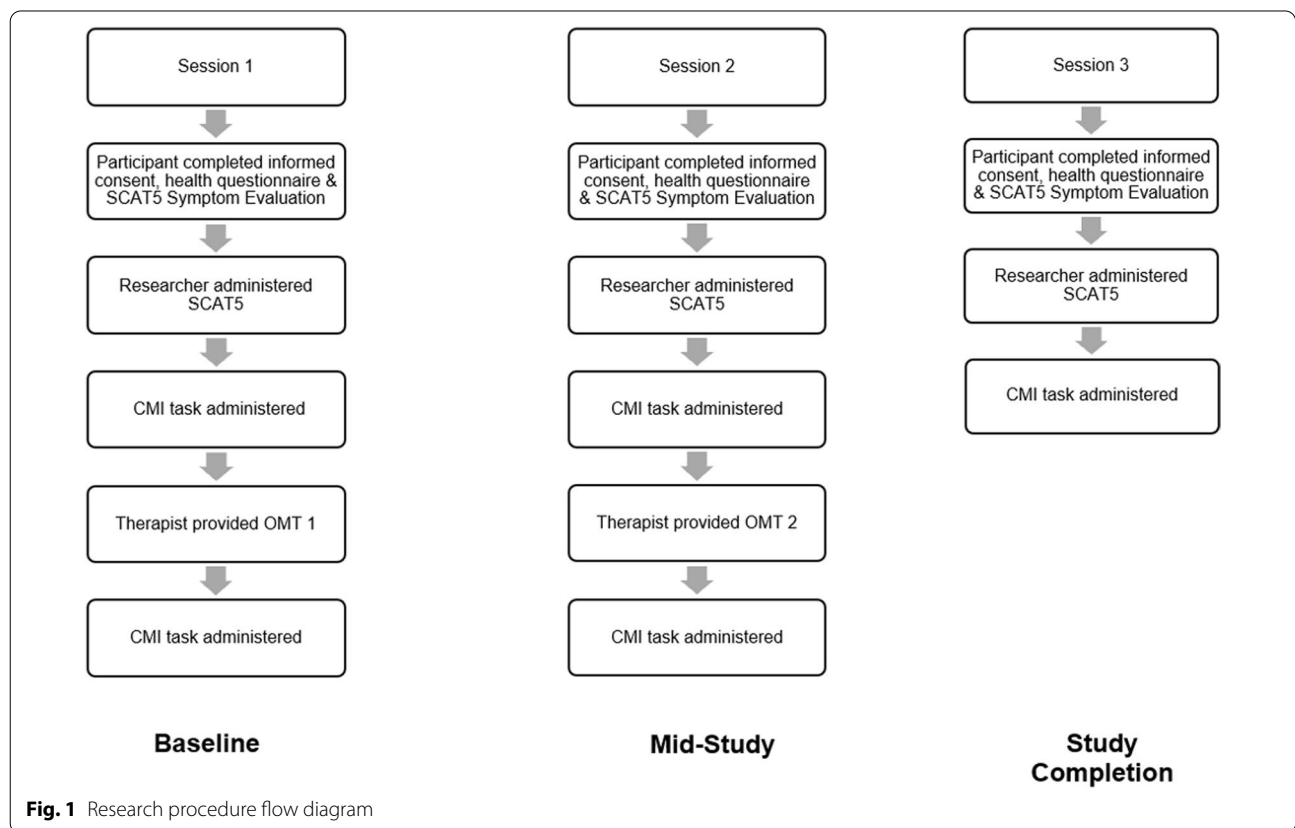 Session 1
Participant completed informed
consent, health questionnaire &
SCAT5 Symptom Evaluation
Researcher administered
SCAT5
CMI task administered
Therapist provided OMT 1
CMI task administered
Baseline
Session 2
Participant completed informed
consent, health questionnaire
& SCAT5 Symptom Evaluation
Researcher administered
SCAT5
CMI task administered
Therapist provided OMT 2
CMI task administered
Mid-Study
Session 3
Participant completed informed
consent, health questionnaire
& SCAT5 Symptom Evaluation
Researcher administered
SCAT5
CMI task administered
Study
Completion
Fig. 1 Research procedure flow diagram